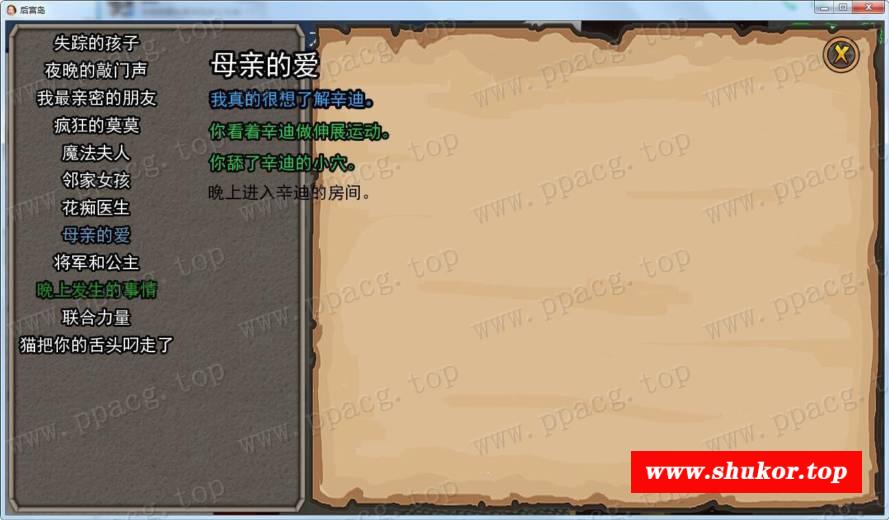 后宫岛
失踪的孩子
夜晚的敲门声
我最亲密的朋友
疯狂的莫莫
魔法夫人
邻家女孩
花痴医生
母亲的爱
将军和公主
晚上发生的事情
联合力量
猫把你的舌头叼走了
母亲的爱
我真的很想了解辛迪。
你看着辛迪做伸展运动。
你舔了辛迪的小穴。
晚上进入辛迪的房间。
X
www.ppacg.top
www.shukor.top